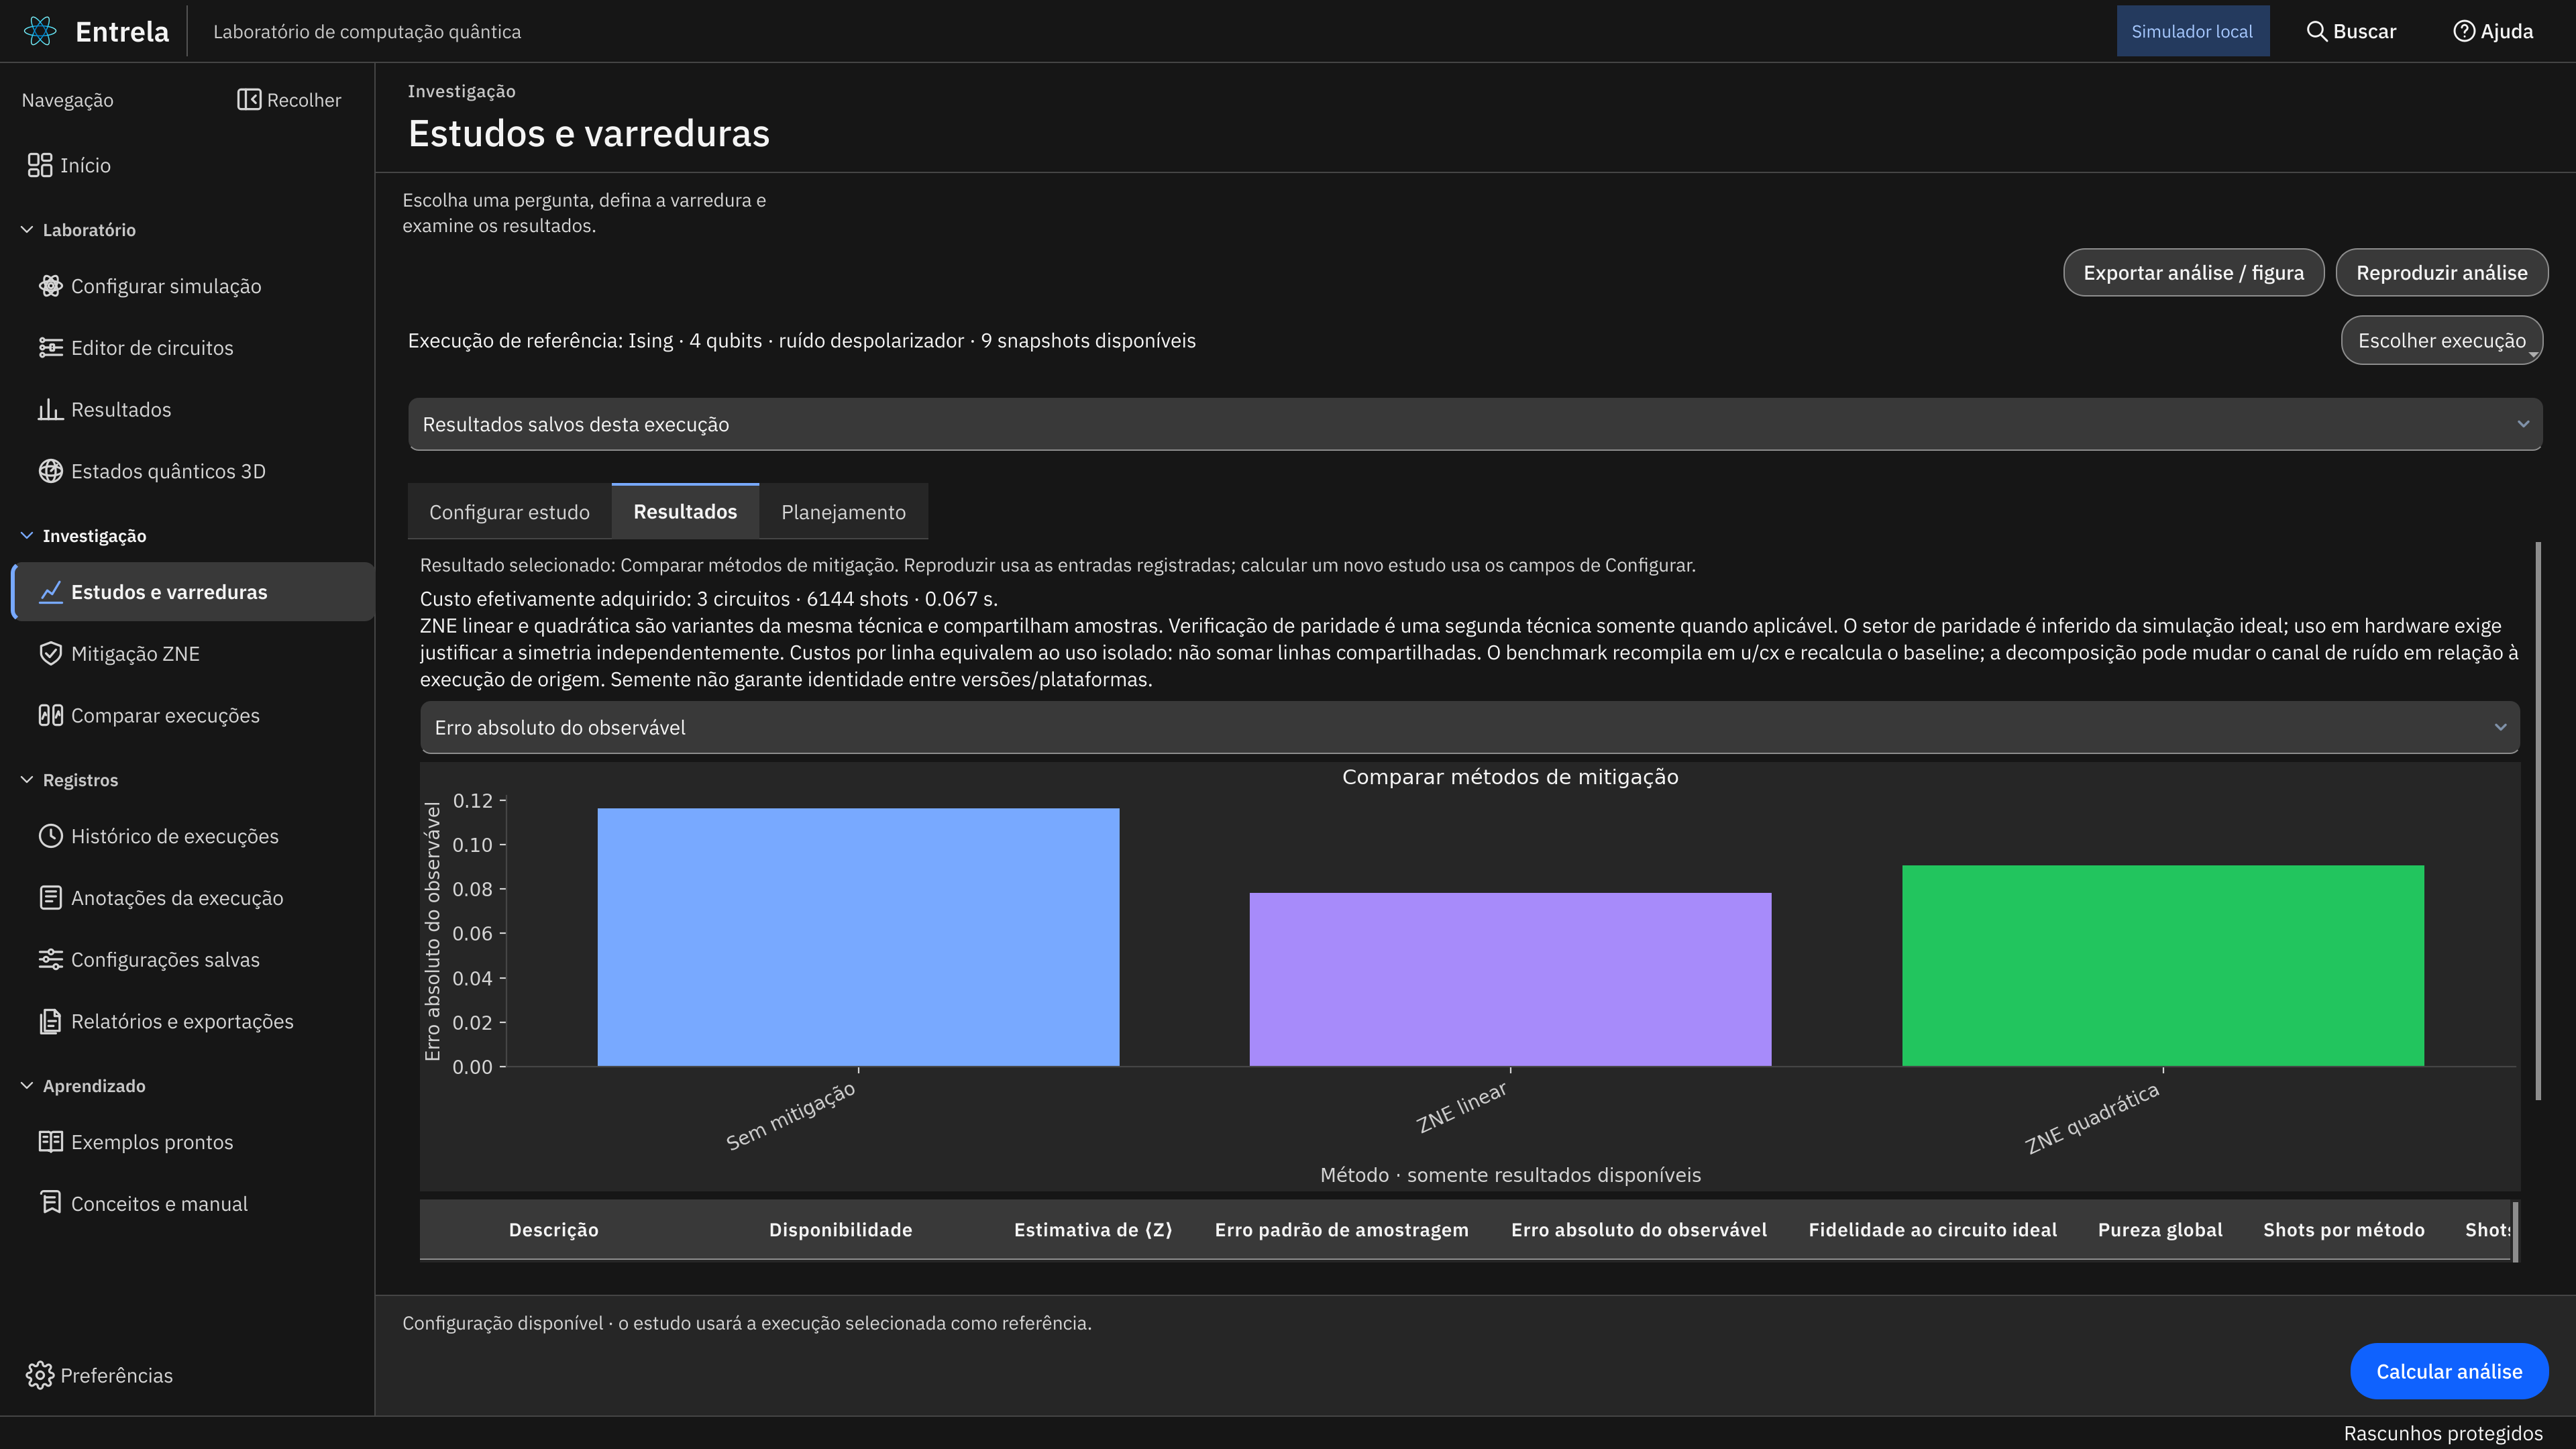 Entrela
Laboratório de computação quântica
Simulador local
Buscar
Ajuda
Navegação
Recolher
Início
Laboratório
Configurar simulação
Editor de circuitos
Resultados
Estados quânticos 3D
Investigação
Estudos e varreduras
Mitigação ZNE
Comparar execuções
Registros
Histórico de execuções
Anotações da execução
Configurações salvas
Relatórios e exportações
Aprendizado
Exemplos prontos
Conceitos e manual
Preferências
Investigação
Estudos e varreduras
Escolha uma pergunta, defina a varredura e
examine os resultados.
Exportar análise / figura
Reproduzir análise
Execução de referência: Ising · 4 qubits · ruído despolarizador · 9 snapshots disponíveis
Escolher execução
Resultados salvos desta execução
Configurar estudo
Resultados
Planejamento
Resultado selecionado: Comparar métodos de mitigação. Reproduzir usa as entradas registradas; calcular um novo estudo usa os campos de Configurar.
Custo efetivamente adquirido: 3 circuitos · 6144 shots · 0.067 s.
ZNE linear e quadrática são variantes da mesma técnica e compartilham amostras. Verificação de paridade é uma segunda técnica somente quando aplicável. O setor de paridade é inferido da simulação ideal; uso em hardware exige
justificar a simetria independentemente. Custos por linha equivalem ao uso isolado: não somar linhas compartilhadas. O benchmark recompila em u/cx e recalcula o baseline; a decomposição pode mudar o canal de ruído em relação à
execução de origem. Semente não garante identidade entre versões/plataformas.
Erro absoluto do observável
Comparar métodos de mitigação
Erro absoluto do observável
0.12
0.10
0.08
0.06
0.04
0.02
0.00
Sem mitigação
ZNE linear
ZNE quadrática
Método · somente resultados disponíveis
Descrição
Disponibilidade
Estimativa de ⟨Z⟩
Erro padrão de amostragem
Erro absoluto do observável
Fidelidade ao circuito ideal
Pureza global
Shots por método
Shots
Configuração disponível · o estudo usará a execução selecionada como referência.
Calcular análise
Rascunhos protegidos